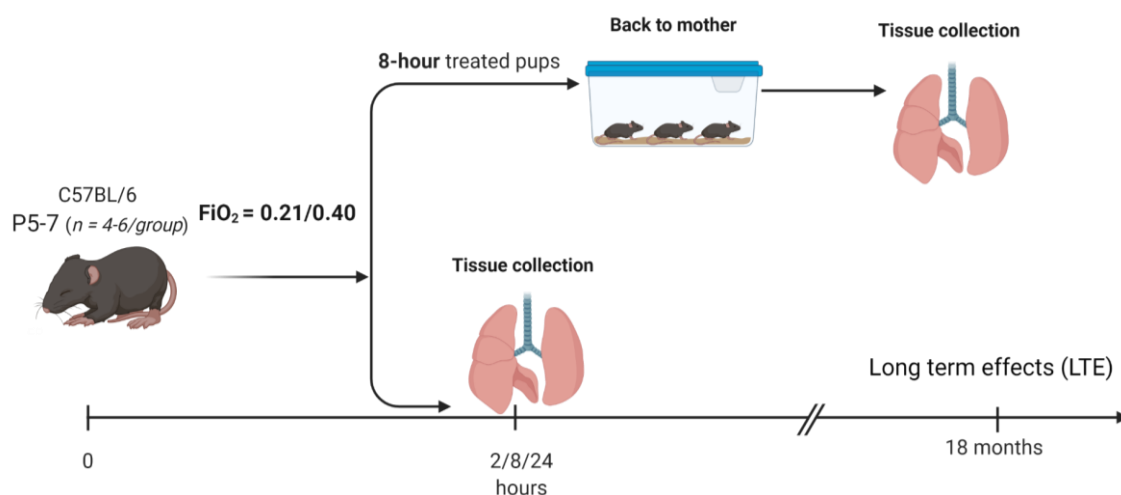 Back to mother
Tissue collection
8-hour treated pups
C57BL/6
P5-7 (n = 4-6/group)
FiO₂ = 0.21/0.40
Tissue collection
Long term effects (LTE)
0
2/8/24
hours
18 months